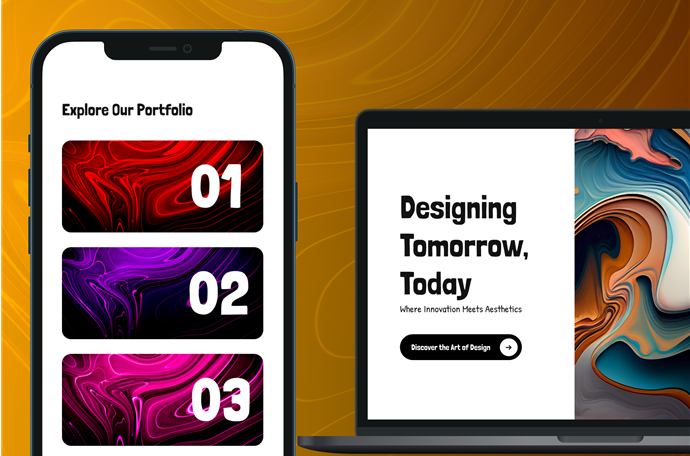 Explore Our Portfolio
01
02
03
Designing
Tomorrow,
Today
Where Innovation Meets Aesthetics
Discover the Art of Design